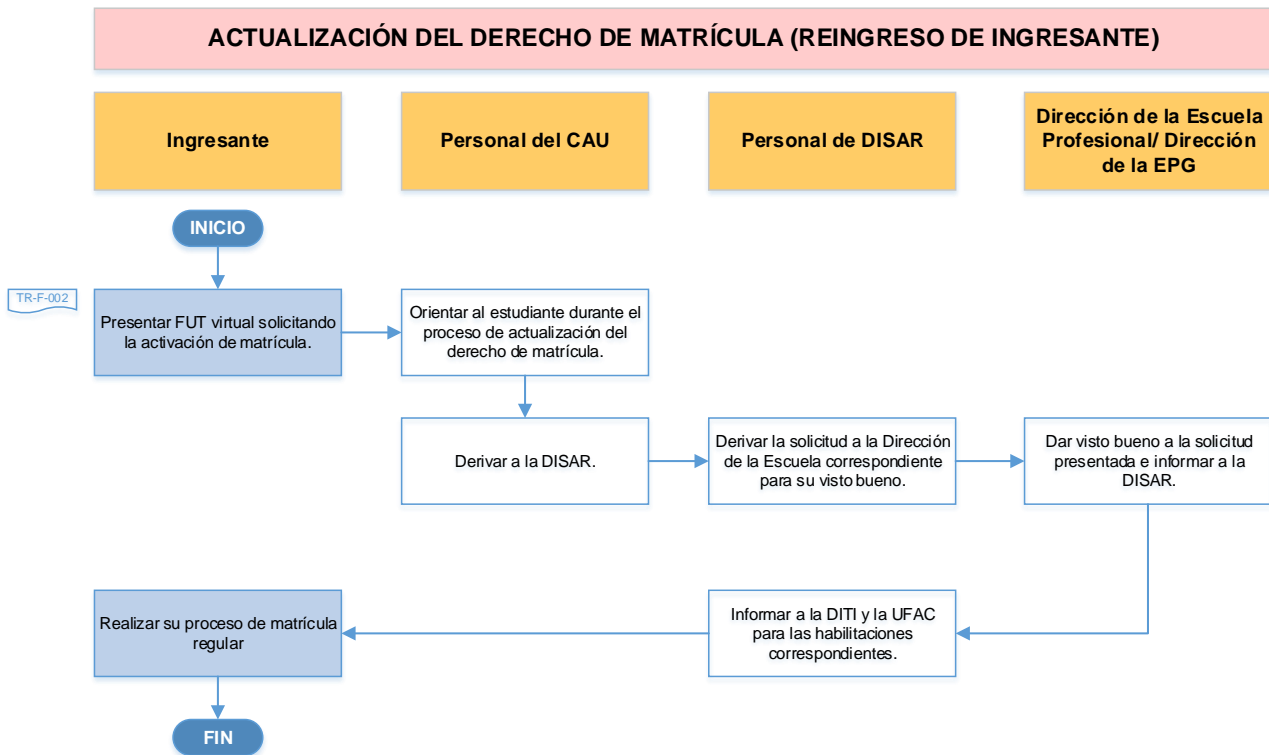 ACTUALIZACIÓN DEL DERECHO DE MATRÍCULA (REINGRESO DE INGRESANTE)
Ingresante
Personal del CAU
Personal de DISAR
Dirección de la Escuela
Profesional/ Dirección
de la EPG
INICIO
TR-F-002
Presentar FUT virtual solicitando
la activación de matrícula.
Orientar al estudiante durante el
proceso de actualización del
derecho de matrícula.
Derivar a la DISAR.
Derivar la solicitud a la Dirección
de la Escuela correspondiente
para su visto bueno.
Dar visto bueno a la solicitud
presentada e informar a la
DISAR.
Realizar su proceso de matrícula
regular
Informar a la DITI y la UFAC
para las habilitaciones
correspondientes.
FIN